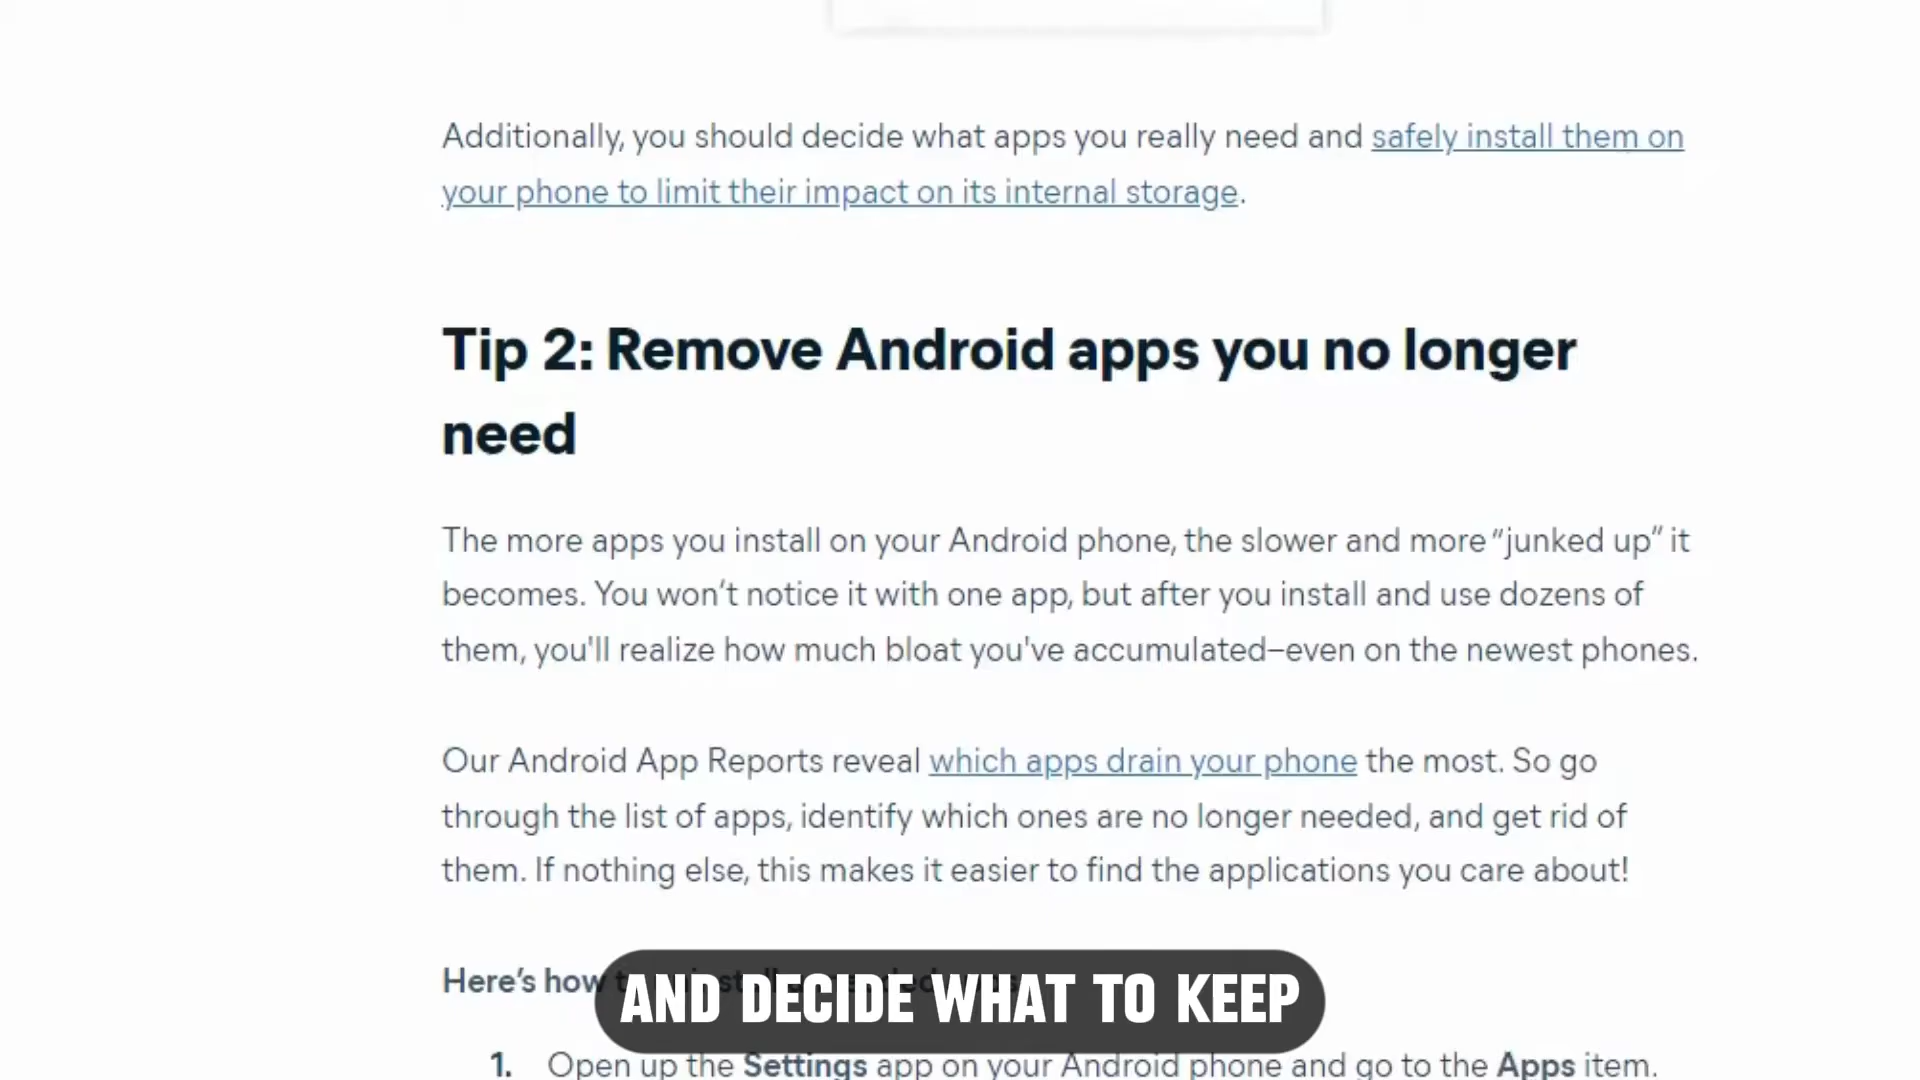 Additionally, you should decide what apps you really need and safely install them on
your phone to limit their impact on its internal storage.
Tip 2: Remove Android apps you no longer
need
The more apps you install on your Android phone, the slower and more “junked up” it
becomes. You won’t notice it with one app, but after you install and use dozens of
them, you'll realize how much bloat you've accumulated–even on the newest phones.
Our Android App Reports reveal which apps drain your phone the most. So go
through the list of apps, identify which ones are no longer needed, and get rid of
them. If nothing else, this makes it easier to find the applications you care about!
Here’s how
AND DECIDE WHAT TO KEEP
1. Open up the Settings app on your Android phone and go to the Apps item.